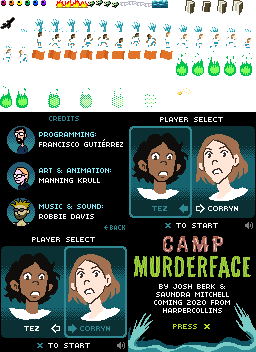 CREDITS
PROGRAMMING:
FRANCISCO GUTIÉRREZ
ART & ANIMATION:
MANNING KRULL
MUSIC & SOUND:
ROBBIE DAVIS
BACK
PLAYER SELECT
TEZ
CORRYN
TO START
PLAYER SELECT
TEZ
CORRYN
TO START
CAMP
MURDERFACE
BY JOSH BERK &
SAUNDRA MITCHELL
COMING 2020 FROM
HARPERCOLLINS
PRESS X